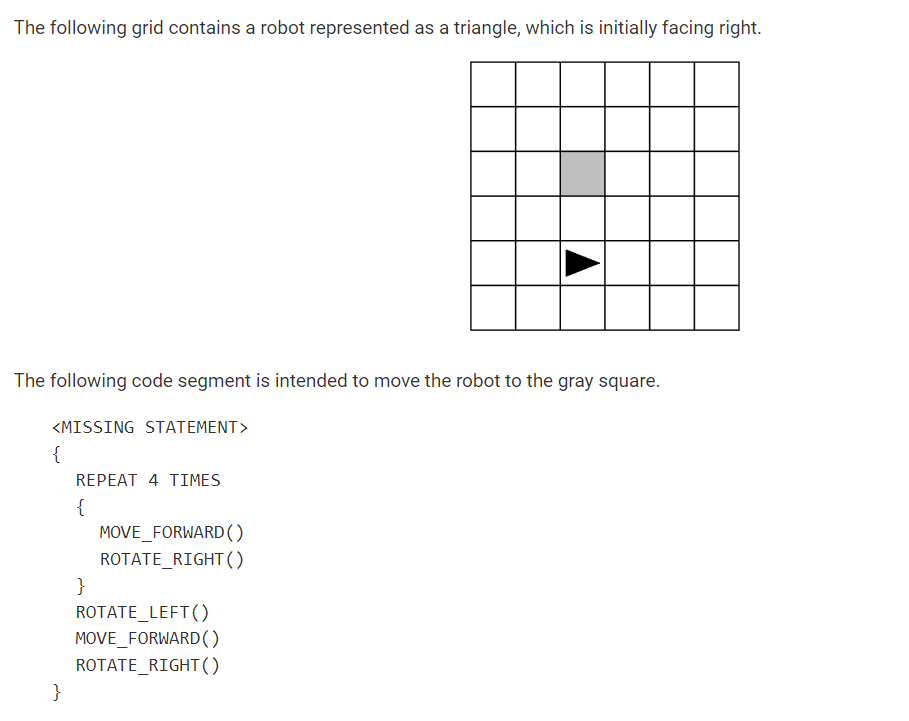 The following grid contains a robot represented as a triangle, which is initially facing right.
The following code segment is intended to move the robot to the gray square.
<MISSING STATEMENT>
{
REPEAT 4 TIMES
{
MOVE_FORWARD()
ROTATE_RIGHT()
}
ROTATE_LEFT()
MOVE_FORWARD()
ROTATE_RIGHT()
}